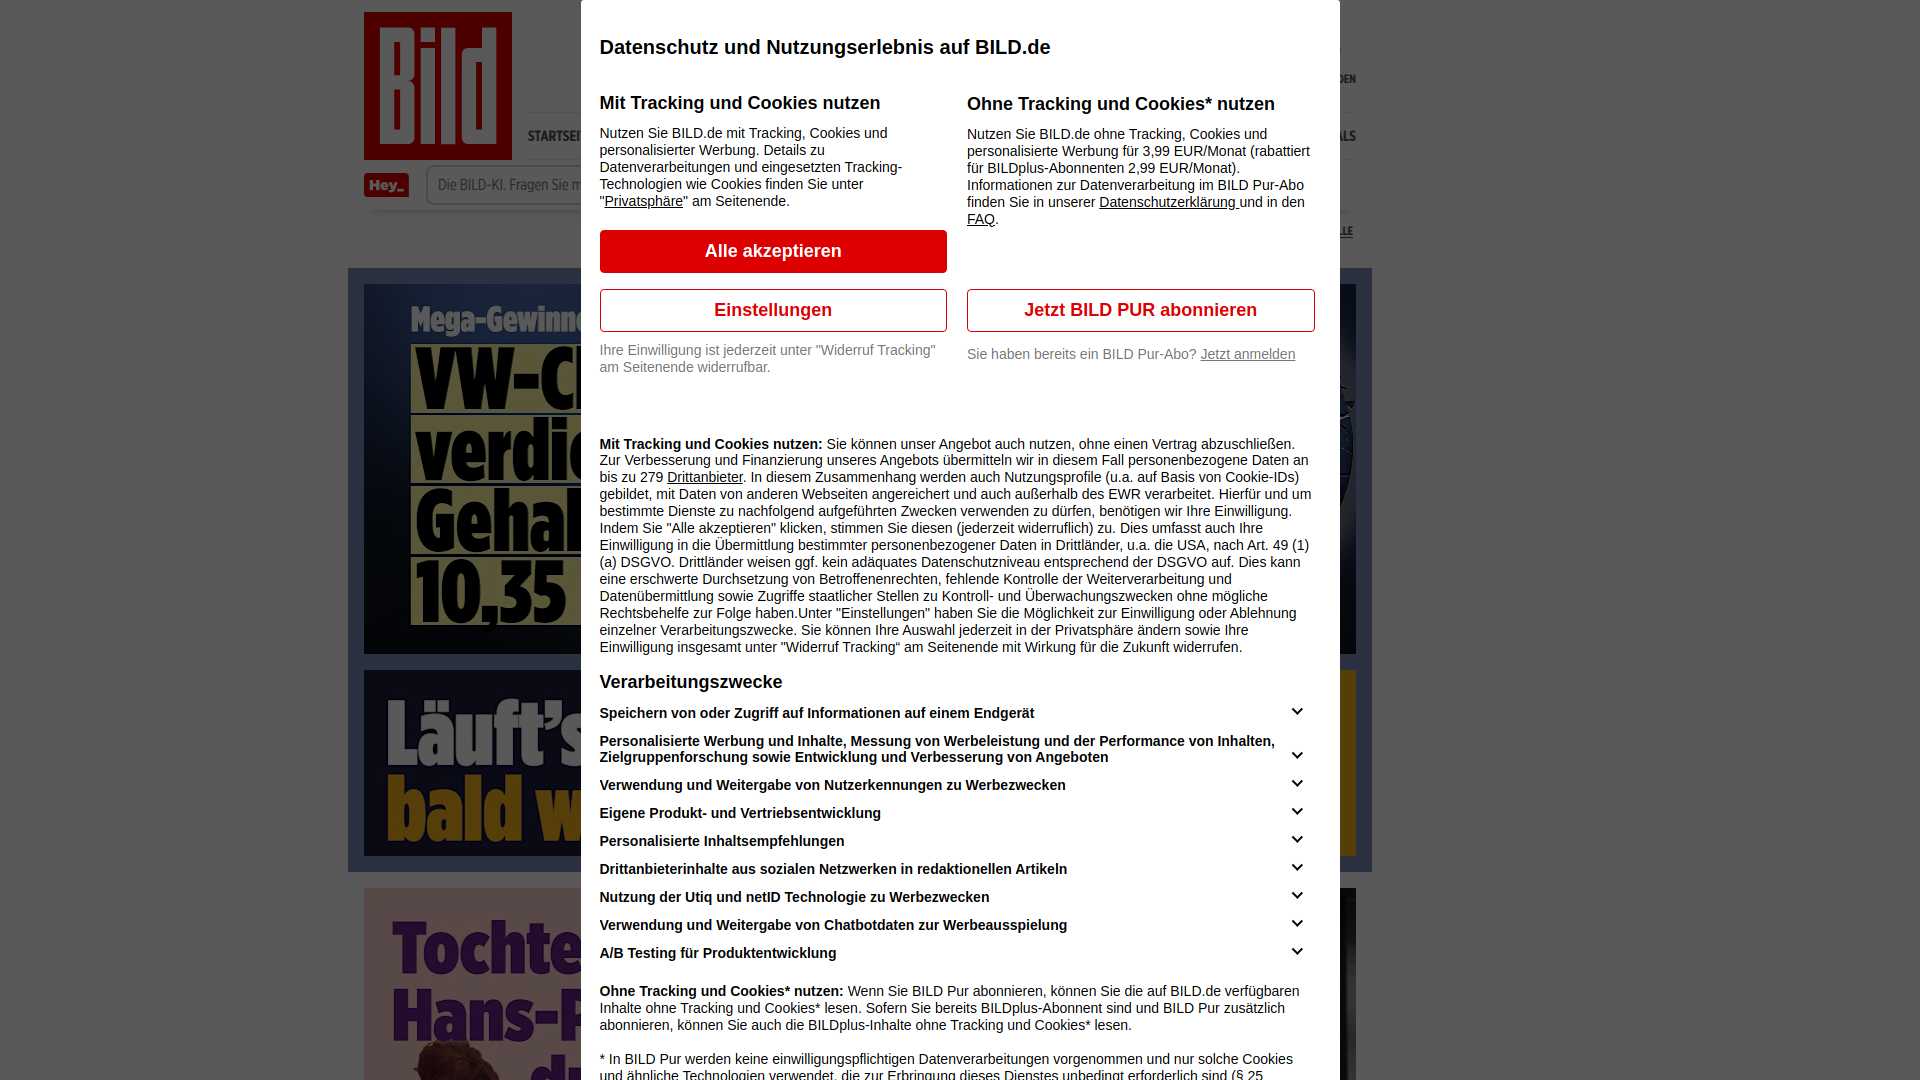 Bild
STARTSEI
Hey_
Die BILD-KI. Fragen Sie m
DEN
ALS
LLE
Mega-Gewinne
VW-C
verdie
Gehal
10,35
Läuft's
bald w
Tochte
Hans-P
Datenschutz und Nutzungserlebnis auf BILD.de
Mit Tracking und Cookies nutzen
Nutzen Sie BILD.de mit Tracking, Cookies und
personalisierter Werbung. Details zu
Datenverarbeitungen und eingesetzten Tracking-
Technologien wie Cookies finden Sie unter
"Privatsphäre" am Seitenende.
Alle akzeptieren
Einstellungen
Ihre Einwilligung ist jederzeit unter "Widerruf Tracking"
am Seitenende widerrufbar.
Ohne Tracking und Cookies* nutzen
Nutzen Sie BILD.de ohne Tracking, Cookies und
personalisierte Werbung für 3,99 EUR/Monat (rabattiert
für BILDplus-Abonnenten 2,99 EUR/Monat).
Informationen zur Datenverarbeitung im BILD Pur-Abo
finden Sie in unserer Datenschutzerklärung und in den
FAQ.
Jetzt BILD PUR abonnieren
Sie haben bereits ein BILD Pur-Abo? Jetzt anmelden
Mit Tracking und Cookies nutzen: Sie können unser Angebot auch nutzen, ohne einen Vertrag abzuschließen.
Zur Verbesserung und Finanzierung unseres Angebots übermitteln wir in diesem Fall personenbezogene Daten an
bis zu 279 Drittanbieter. In diesem Zusammenhang werden auch Nutzungsprofile (u.a. auf Basis von Cookie-IDs)
gebildet, mit Daten von anderen Webseiten angereichert und auch außerhalb des EWR verarbeitet. Hierfür und um
bestimmte Dienste zu nachfolgend aufgeführten Zwecken verwenden zu dürfen, benötigen wir Ihre Einwilligung.
Indem Sie "Alle akzeptieren" klicken, stimmen Sie diesen (jederzeit widerruflich) zu. Dies umfasst auch Ihre
Einwilligung in die Übermittlung bestimmter personenbezogener Daten in Drittländer, u.a. die USA, nach Art. 49 (1)
(a) DSGVO. Drittländer weisen ggf. kein adäquates Datenschutzniveau entsprechend der DSGVO auf. Dies kann
eine erschwerte Durchsetzung von Betroffenenrechten, fehlende Kontrolle der Weiterverarbeitung und
Datenübermittlung sowie Zugriffe staatlicher Stellen zu Kontroll- und Überwachungszwecken ohne mögliche
Rechtsbehelfe zur Folge haben.Unter "Einstellungen" haben Sie die Möglichkeit zur Einwilligung oder Ablehnung
einzelner Verarbeitungszwecke. Sie können Ihre Auswahl jederzeit in der Privatsphäre ändern sowie Ihre
Einwilligung insgesamt unter "Widerruf Tracking“ am Seitenende mit Wirkung für die Zukunft widerrufen.
Verarbeitungszwecke
Speichern von oder Zugriff auf Informationen auf einem Endgerät
Personalisierte Werbung und Inhalte, Messung von Werbeleistung und der Performance von Inhalten,
Zielgruppenforschung sowie Entwicklung und Verbesserung von Angeboten
Verwendung und Weitergabe von Nutzerkennungen zu Werbezwecken
Eigene Produkt- und Vertriebsentwicklung
Personalisierte Inhaltsempfehlungen
Drittanbieterinhalte aus sozialen Netzwerken in redaktionellen Artikeln
Nutzung der Utiq und netID Technologie zu Werbezwecken
Verwendung und Weitergabe von Chatbotdaten zur Werbeausspielung
A/B Testing für Produktentwicklung
Ohne Tracking und Cookies* nutzen: Wenn Sie BILD Pur abonnieren, können Sie die auf BILD.de verfügbaren
Inhalte ohne Tracking und Cookies* lesen. Sofern Sie bereits BILDplus-Abonnent sind und BILD Pur zusätzlich
abonnieren, können Sie auch die BILDplus-Inhalte ohne Tracking und Cookies* lesen.
* In BILD Pur werden keine einwilligungspflichtigen Datenverarbeitungen vorgenommen und nur solche Cookies
und ähnliche Technologien verwendet, die zur Erbringung dieses Dienstes unbedingt erforderlich sind (§ 25